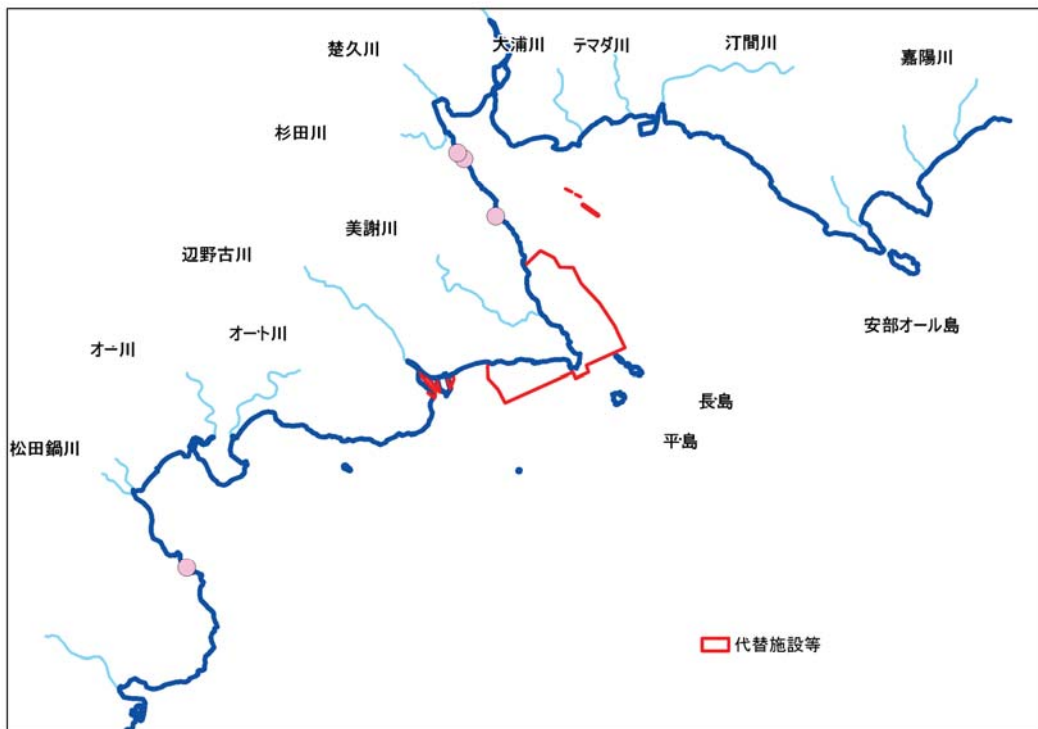 楚久川
大浦川
テマダ川
汀間川
嘉陽川
杉田川
美謝川
辺野古川
安部オール島
オート川
オー川
長島
平島
松田鍋川
代替施設等